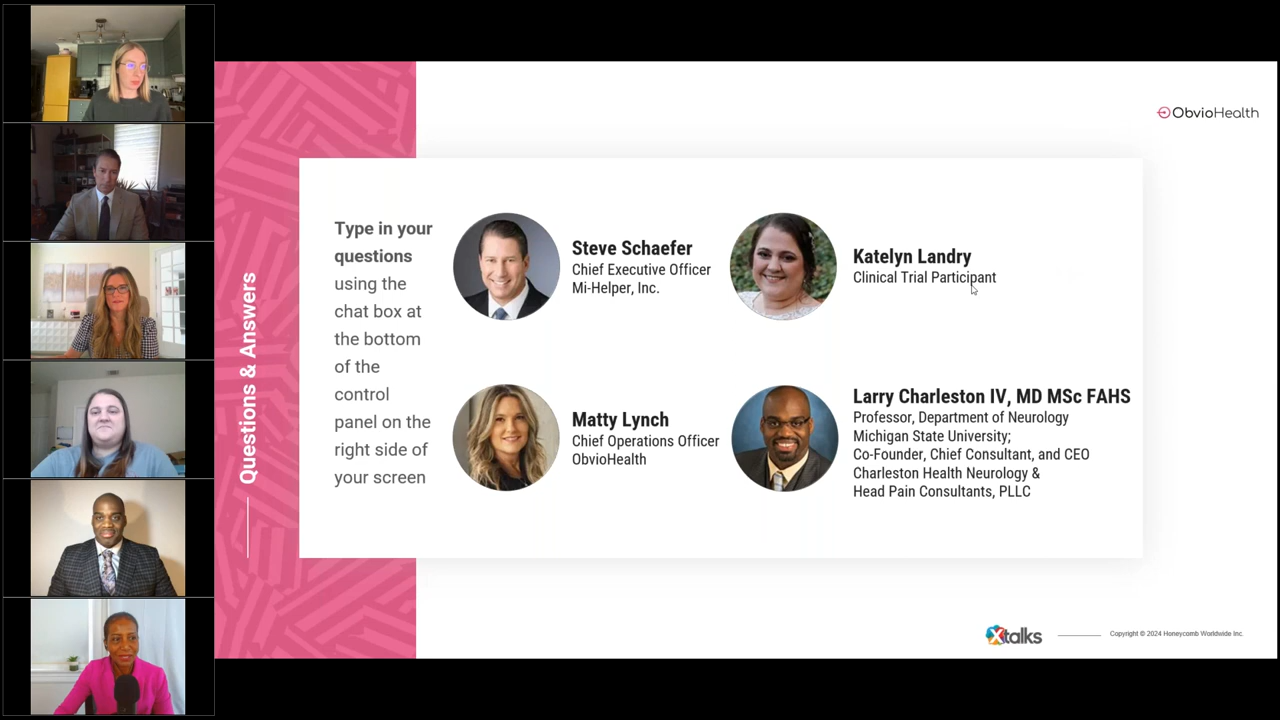 ObvioHealth
Questions & Answers
Type in your
questions
using the
chat box at
the bottom
of the
control
panel on the
right side of
your screen
Steve Schaefer
Chief Executive Officer
Mi-Helper, Inc.
Katelyn Landry
Clinical Trial Participant
Matty Lynch
Chief Operations Officer
ObvioHealth
Larry Charleston IV, MD MSc FAHS
Professor, Department of Neurology
Michigan State University;
Co-Founder, Chief Consultant, and CEO
Charleston Health Neurology &
Head Pain Consultants, PLLC
Xtalks
Copyright © 2024 Honeycomb Worldwide Inc.